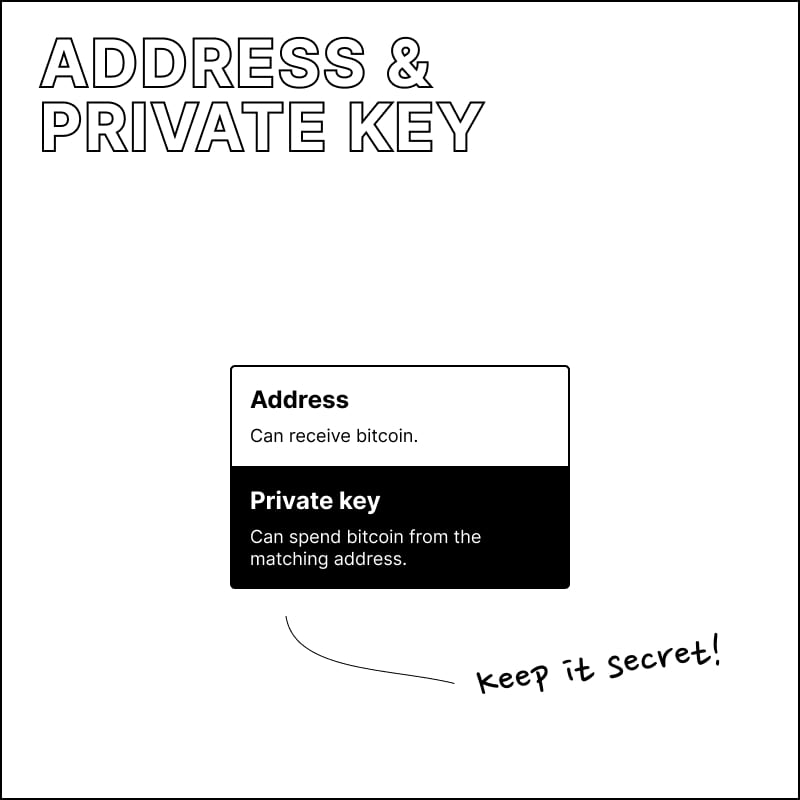 ADDRESS &
PRIVATE KEY
Address
Can receive bitcoin.
Private key
Can spend bitcoin from the
matching address.
keep it secret!